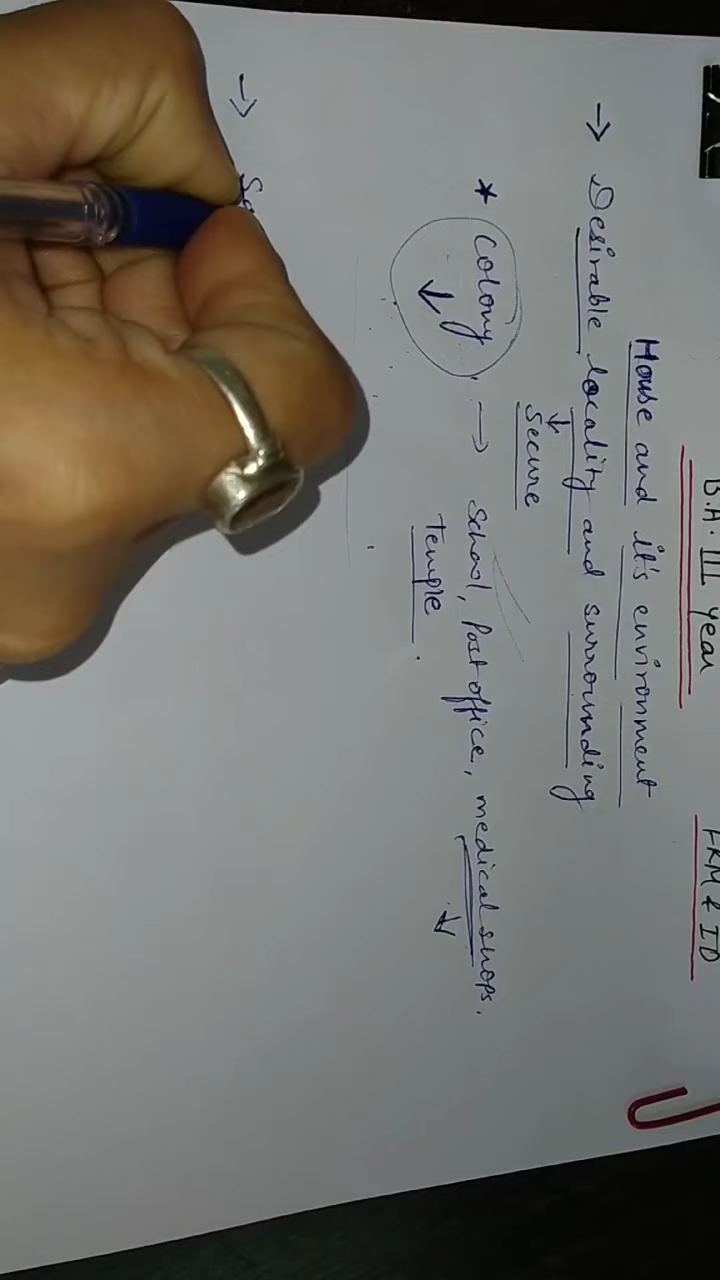 B.A. III year FRM & ID
House and it's environment
→ Desirable locality and surrounding
↓
Secure
* Colony → School, Post office, medical shops.
↓ Temple. ↓
→